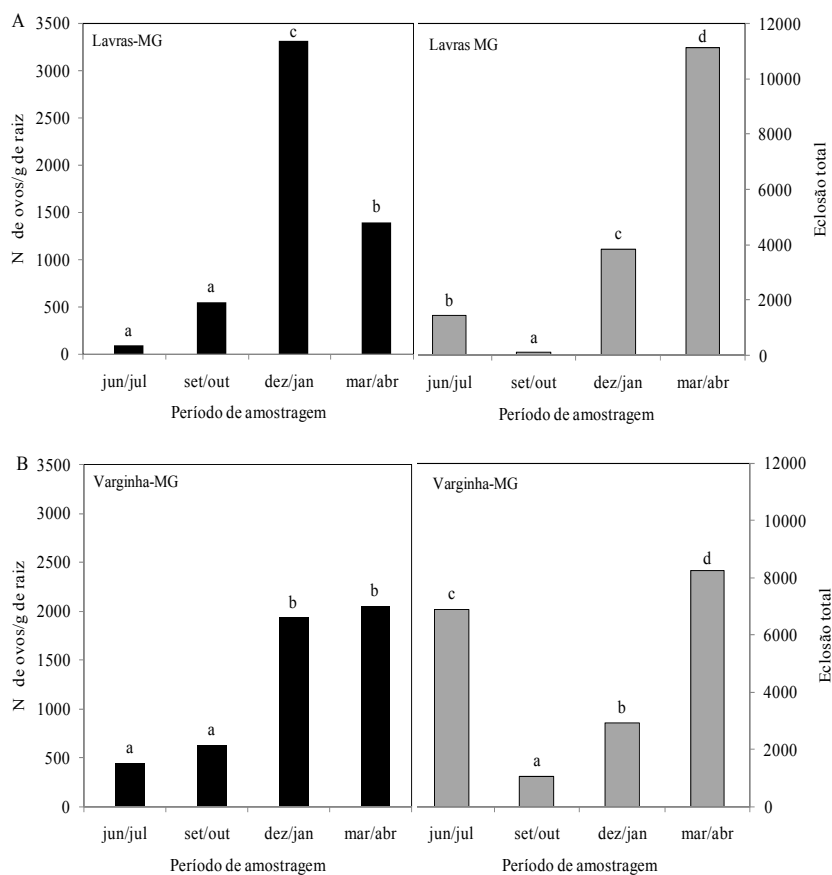 A
Lavras-MG
N de ovos/g de raiz
3500
3000
2500
2000
1500
1000
500
0
a
a
c
b
jun/jul set/out dez/jan mar/abr
Período de amostragem
Lavras MG
b
a
c
d
12000
10000
8000
6000
4000
2000
0
Eclosão total
jun/jul set/out dez/jan mar/abr
Período de amostragem
B
Varginha-MG
N de ovos/g de raiz
3500
3000
2500
2000
1500
1000
500
0
a
a
b
b
jun/jul set/out dez/jan mar/abr
Período de amostragem
Varginha-MG
c
a
b
d
12000
10000
8000
6000
4000
2000
0
Eclosão total
jun/jul set/out dez/jan mar/abr
Período de amostragem